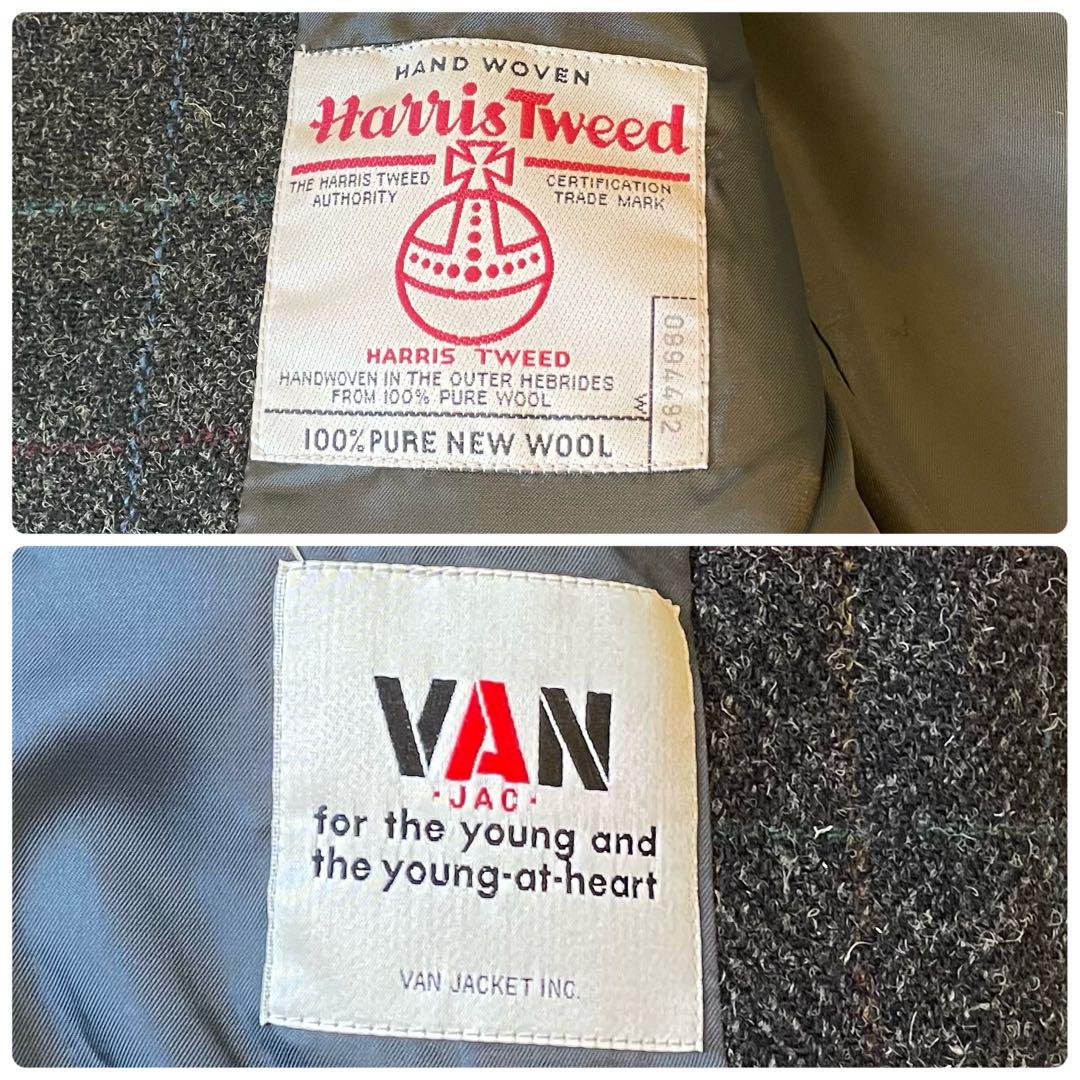 HAND WOVEN
Harris Tweed
THE HARRIS TWEED AUTHORITY
CERTIFICATION TRADE MARK
HARRIS TWEED
HANDWOVEN IN THE OUTER HEBRIDES
FROM 100% PURE WOOL
100% PURE NEW WOOL
W
09944492
VAN
·JAC·
for the young and
the young-at-heart
VAN JACKET INC.